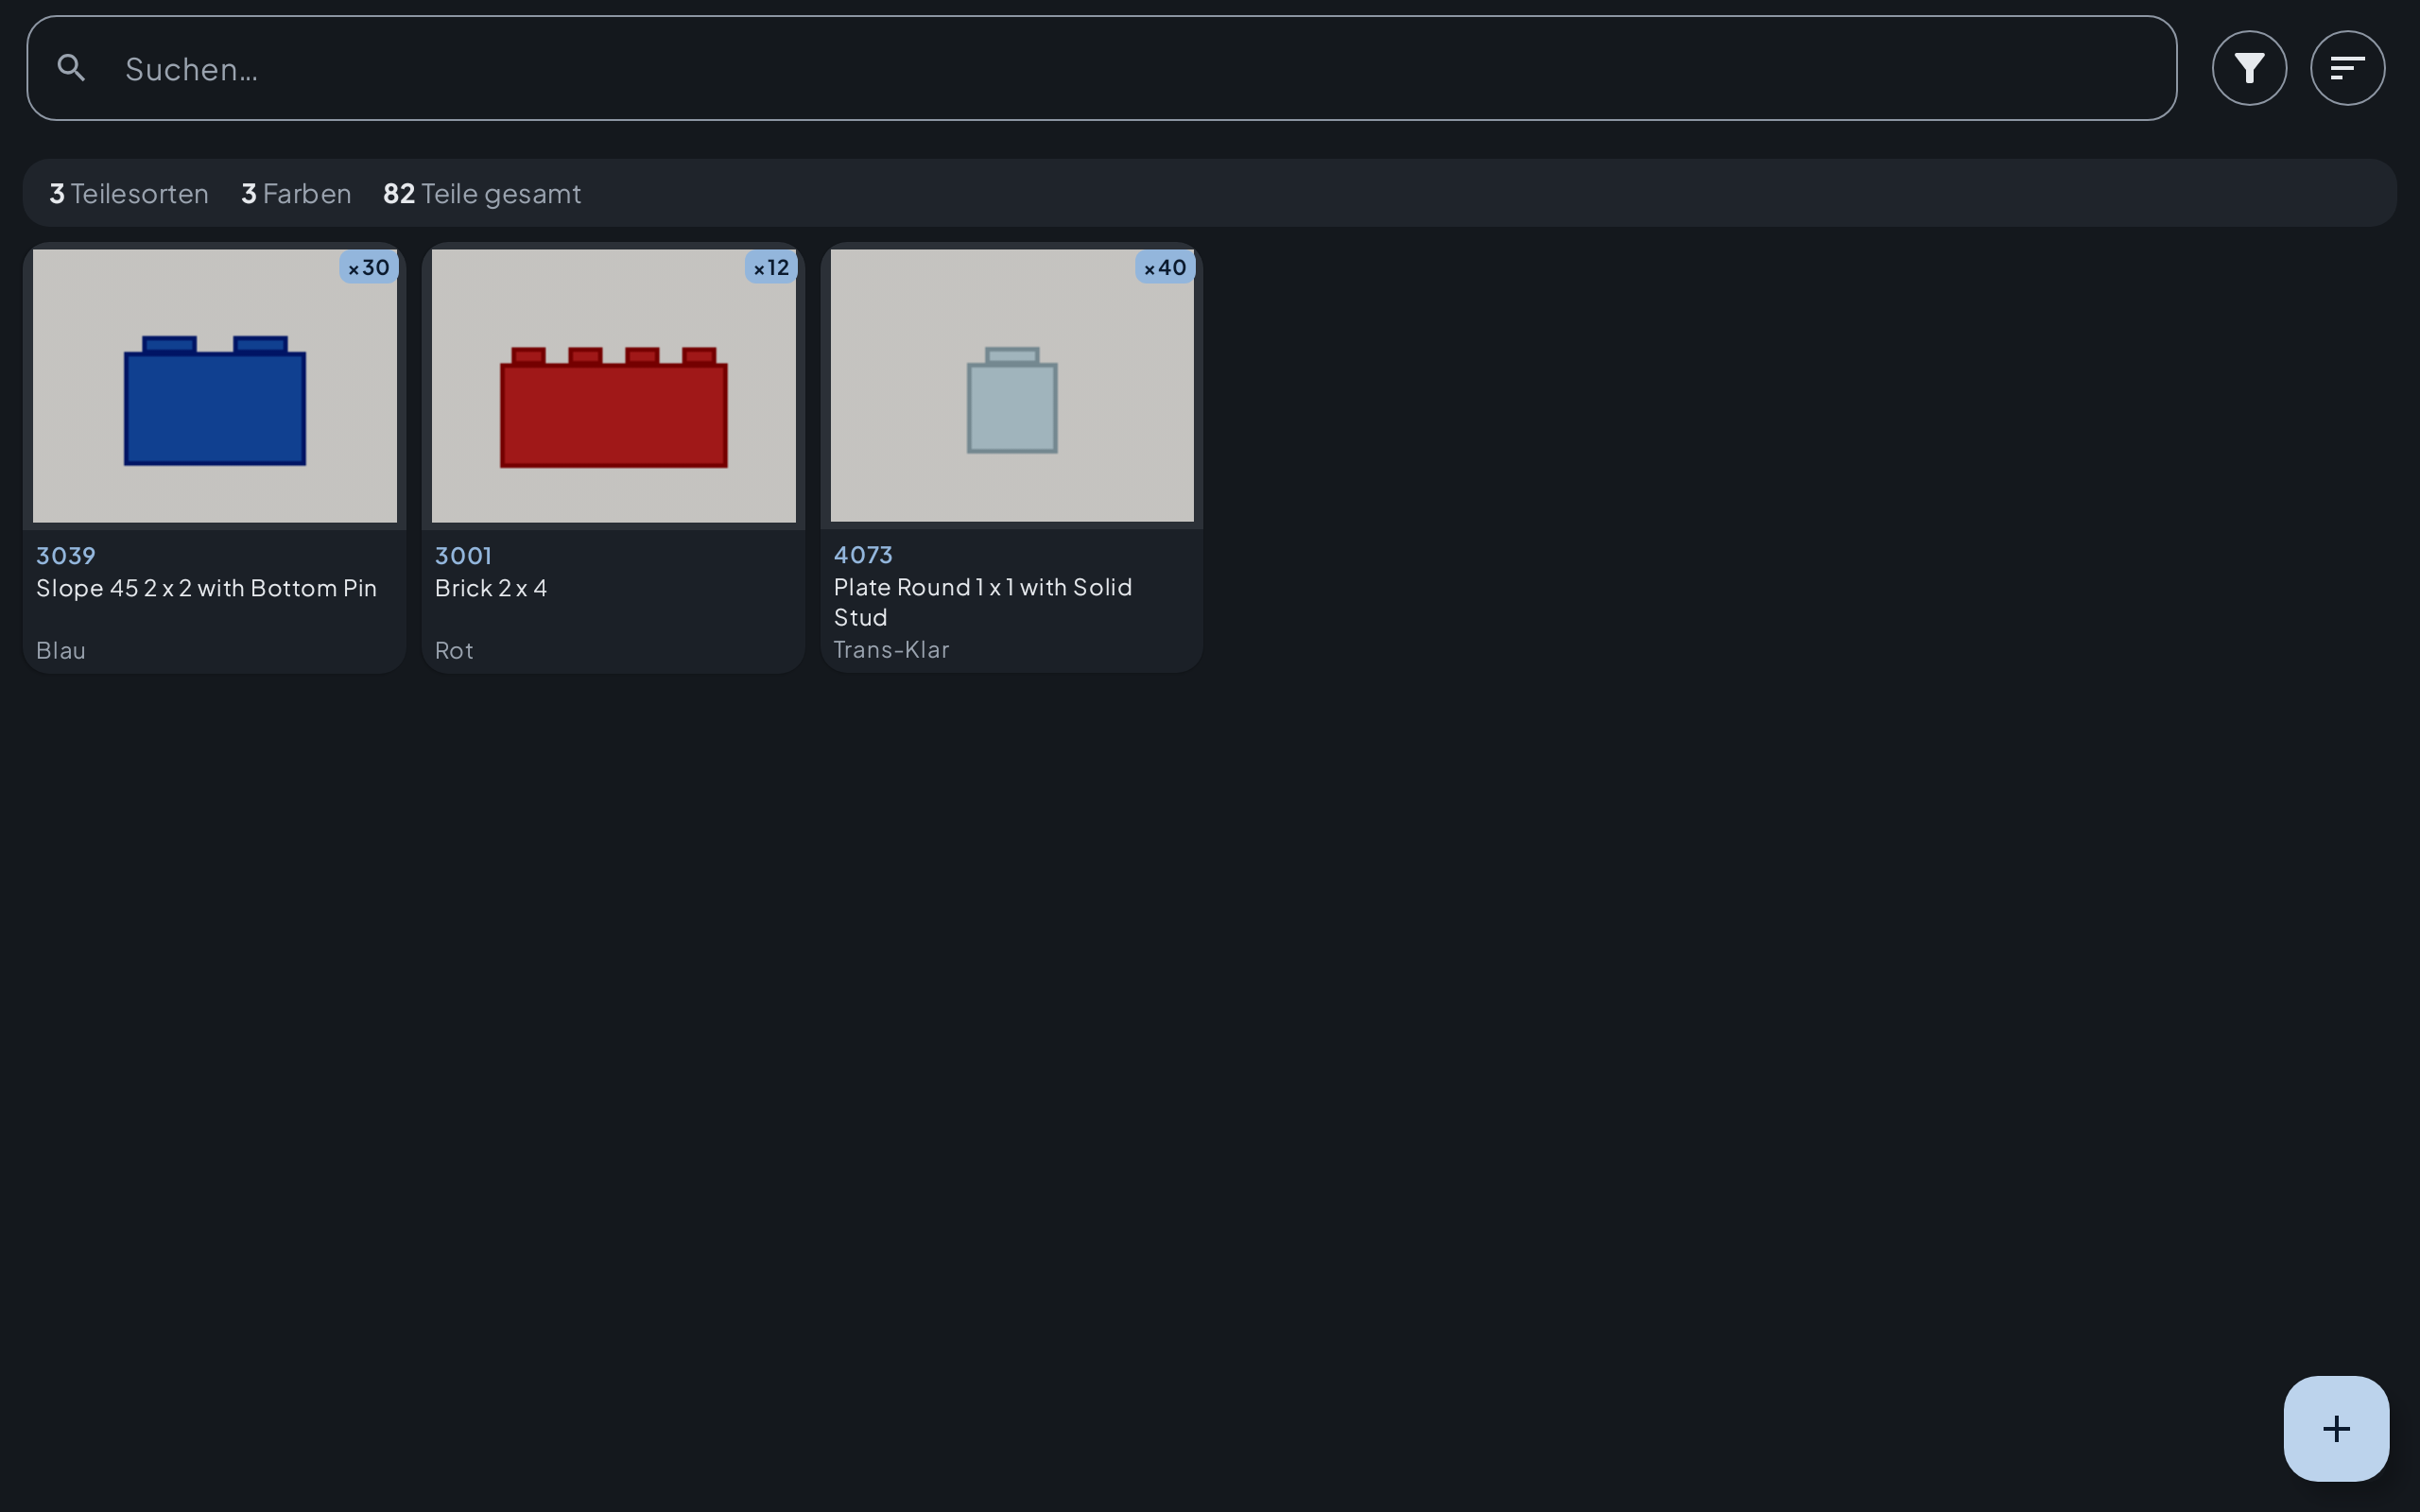 Suchen…
3 Teilesorten 3 Farben 82 Teile gesamt
×30
3039
Slope 45 2 x 2 with Bottom Pin
Blau
×12
3001
Brick 2 x 4
Rot
×40
4073
Plate Round 1 x 1 with Solid
Stud
Trans-Klar